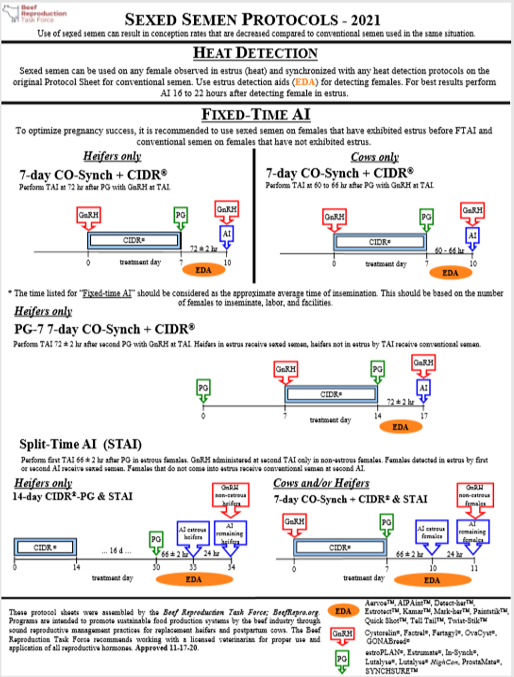 Beef
Reproduction
Task Force
SEXED SEMEN PROTOCOLS - 2021
Use of sexed semen can result in conception rates that are decreased compared to conventional semen used in the same situation.
HEAT DETECTION
Sexed semen can be used on any female observed in estrus (heat) and synchronized with any heat detection protocols on the
original Protocol Sheet for conventional semen. Use estrus detection aids (EDA) for detecting females. For best results perform
AI 16 to 22 hours after detecting female in estrus.
FIXED-TIME AI
To optimize pregnancy success, it is recommended to use sexed semen on females that have exhibited estrus before FTAI and
conventional semen on females that have not exhibited estrus.
Heifers only
7-day CO-Synch + CIDR®
Perform TAI at 72 hr after PG with GnRH at TAI.
GnRH
PG
GnRH
AI
CIDR®
72 ± 2 hr
0
treatment day
7
10
EDA
Cows only
7-day CO-Synch + CIDR®
Perform TAI at 60 to 66 hr after PG with GnRH at TAI.
GnRH
PG
GnRH
AI
CIDR®
60 - 66 hr
0
treatment day
7
10
EDA
* The time listed for "Fixed-time AI" should be considered as the approximate average time of insemination. This should be based on the number
of females to inseminate, labor, and facilities.
Heifers only
PG-7 7-day CO-Synch + CIDR®
Perform TAI 72 ± 2 hr after second PG with GnRH at TAI. Heifers in estrus receive sexed semen, heifers not in estrus by TAI receive conventional semen.
PG
GnRH
PG
GnRH
AI
CIDR®
72 ± 2 hr
0
7
treatment day
14
17
EDA
Split-Time AI (STAI)
Perform first TAI 66 ± 2 hr after PG in estrous females. GnRH administered at second TAI only in non-estrous females. Females detected in estrus by first
or second AI receive sexed semen. Females that do not come into estrus receive conventional semen at second AI.
Heifers only
14-day CIDR®-PG & STAI
GnRH
non-estrous
heifers
PG
AI estrous
heifers
AI
remaining
heifers
CIDR®
... 16 d ...
66 ± 2 hr
24 hr
0
14
30
33
34
treatment day
EDA
Cows and/or Heifers
7-day CO-Synch + CIDR® & STAI
GnRH
non-estrous
females
GnRH
PG
AI estrous
females
AI
remaining
females
CIDR®
66 ± 2 hr
24 hr
0
7
10
11
treatment day
EDA
These protocol sheets were assembled by the Beef Reproduction Task Force; BeefRepro.org.
Programs are intended to promote sustainable food production systems by the beef industry through
sound reproductive management practices for replacement heifers and postpartum cows. The Beef
Reproduction Task Force recommends working with a licensed veterinarian for proper use and
application of all reproductive hormones. Approved 11-17-20.
EDA
Aervoe™, AIPAint™, Detect-her™,
Estrotect™, Kamar™, Mark-her™, Paintstik™,
Quick Shot™, Tell Tail™, Twist-Stik™
GnRH
Cystorelin®, Factrel®, Fertagyl®, OvaCyst®,
GONABreed®
PG
estroPLAN®, Estrumate®, In-Synch®,
Lutalyse®, Lutalyse® HighCon, ProstaMate®,
SYNCHSURE™